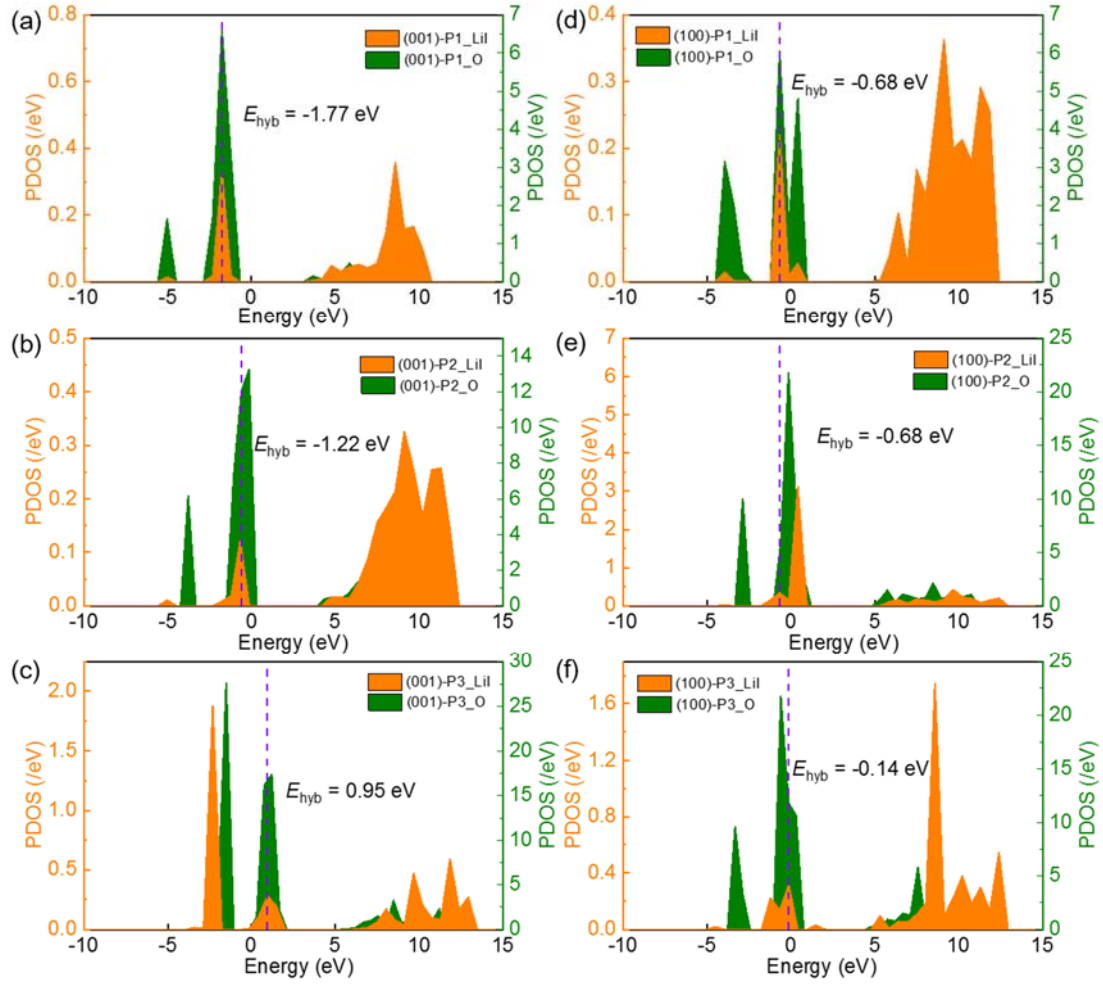 (a)
0.8
0.6
0.4
0.2
0.0
PDOS (/eV)
(001)-P1_LiI
(001)-P1_O
E_hyb = -1.77 eV
7
6
5
4
3
2
1
0
PDOS (/eV)
-10 -5 0 5 10 15
Energy (eV)
(d)
0.4
0.3
0.2
0.1
0.0
PDOS (/eV)
(100)-P1_LiI
(100)-P1_O
E_hyb = -0.68 eV
7
6
5
4
3
2
1
0
PDOS (/eV)
-10 -5 0 5 10 15
Energy (eV)
(b)
0.5
0.4
0.3
0.2
0.1
0.0
PDOS (/eV)
(001)-P2_LiI
(001)-P2_O
E_hyb = -1.22 eV
14
12
10
8
6
4
2
0
PDOS (/eV)
-10 -5 0 5 10 15
Energy (eV)
(e)
7
6
5
4
3
2
1
0
PDOS (/eV)
(100)-P2_LiI
(100)-P2_O
E_hyb = -0.68 eV
25
20
15
10
5
0
PDOS (/eV)
-10 -5 0 5 10 15
Energy (eV)
(c)
2.0
1.5
1.0
0.5
0.0
PDOS (/eV)
(001)-P3_LiI
(001)-P3_O
E_hyb = 0.95 eV
30
25
20
15
10
5
0
PDOS (/eV)
-10 -5 0 5 10 15
Energy (eV)
(f)
1.6
1.2
0.8
0.4
0.0
PDOS (/eV)
(100)-P3_LiI
(100)-P3_O
E_hyb = -0.14 eV
25
20
15
10
5
0
PDOS (/eV)
-10 -5 0 5 10 15
Energy (eV)